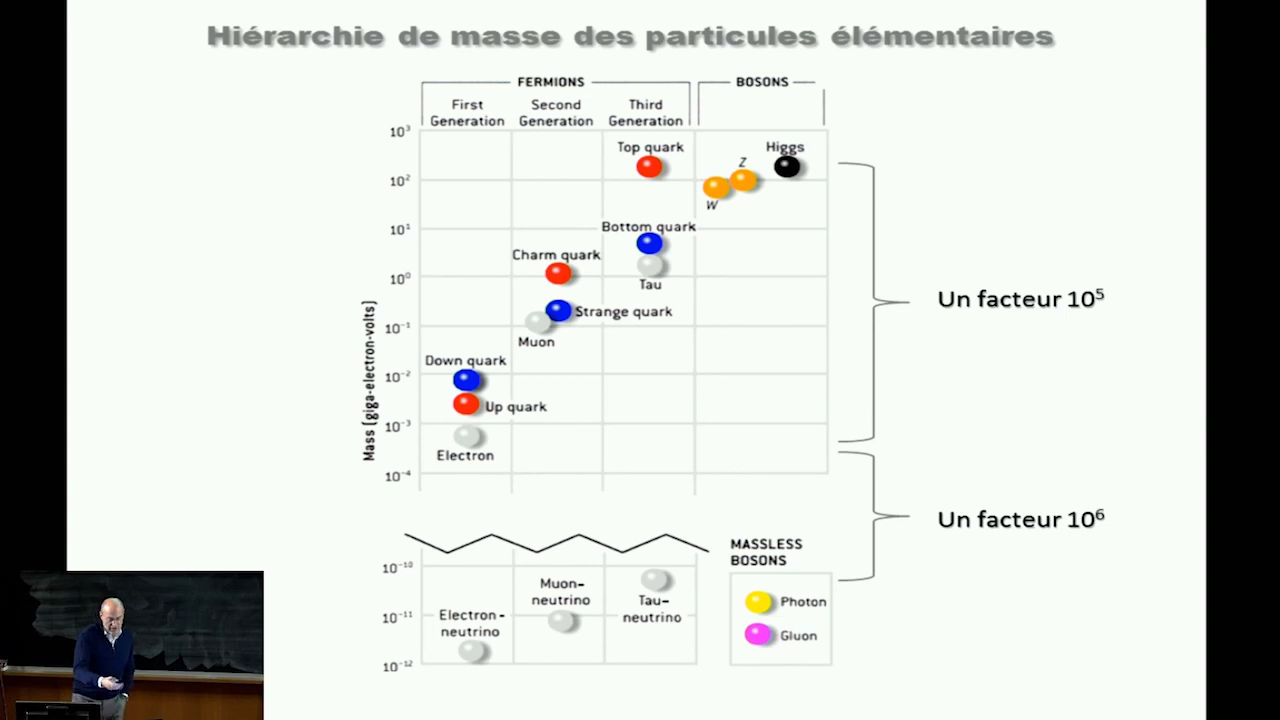 Hiérarchie de masse des particules élémentaires
FERMIONS
BOSONS
First
Generation
Second
Generation
Third
Generation
10³
10²
10¹
10⁰
10⁻¹
10⁻²
10⁻³
10⁻⁴
Mass (giga-electron-volts)
Top quark
Z
Higgs
W
Bottom quark
Charm quark
Tau
Strange quark
Muon
Down quark
Up quark
Electron
Un facteur 10⁵
Un facteur 10⁶
10⁻¹⁰
10⁻¹¹
10⁻¹²
Electron-
neutrino
Muon-
neutrino
Tau-
neutrino
MASSLESS
BOSONS
Photon
Gluon